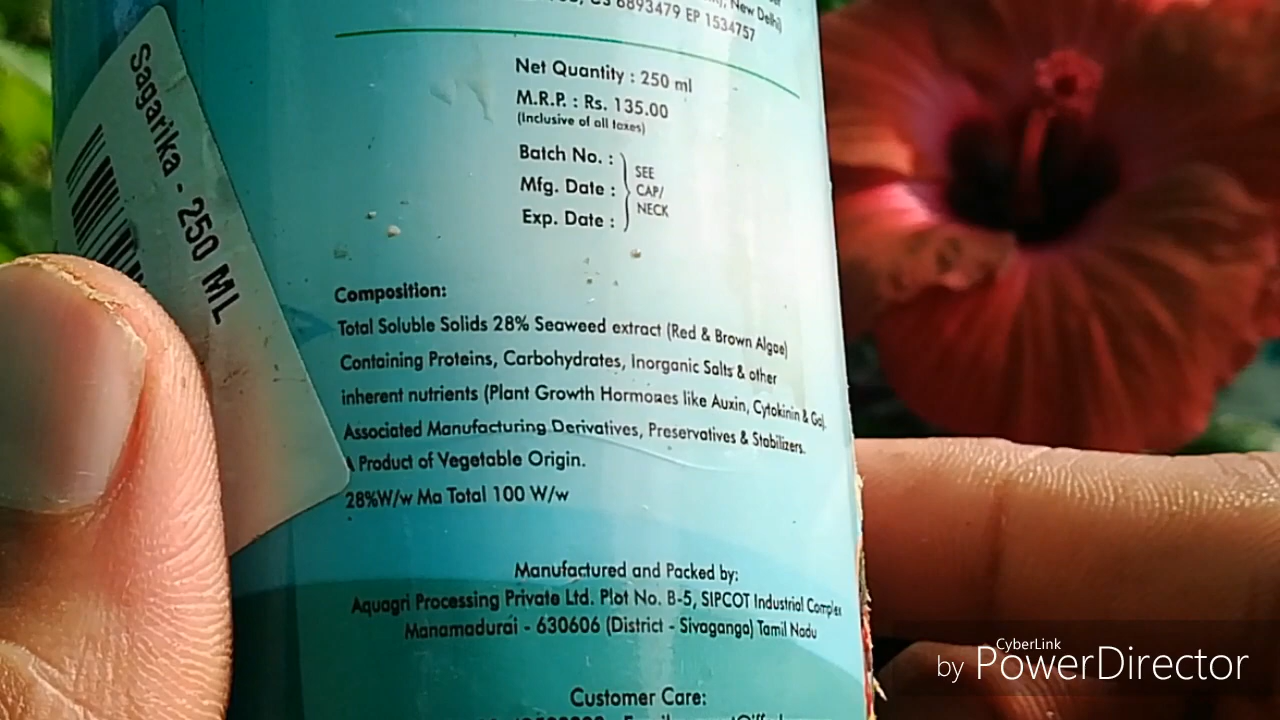 New Delhi)
6893479 EP 1534757
Net Quantity : 250 ml
M.R.P. : Rs. 135.00
(Inclusive of all taxes)
Batch No. :
Mfg. Date :
Exp. Date :
SEE
CAP/
NECK
Sagarika - 250 ML
Composition:
Total Soluble Solids 28% Seaweed extract (Red & Brown Algae)
Containing Proteins, Carbohydrates, Inorganic Salts & other
inherent nutrients (Plant Growth Hormones like Auxin, Cytokinin & Ga).
Associated Manufacturing Derivatives, Preservatives & Stabilizers.
A Product of Vegetable Origin.
28%W/w Ma Total 100 W/w
Manufactured and Packed by:
Aquagri Processing Private Ltd. Plot No. B-5, SIPCOT Industrial Complex
Manamadurai - 630606 (District - Sivaganga) Tamil Nadu
Customer Care:
CyberLink
by PowerDirector